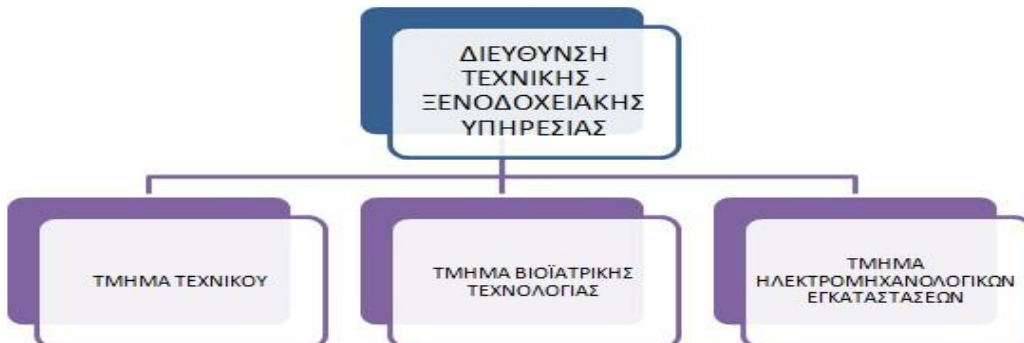 ΔΙΕΥΘΥΝΣΗ
ΤΕΧΝΙΚΗΣ -
ΞΕΝΟΔΟΧΕΙΑΚΗΣ
ΥΠΗΡΕΣΙΑΣ
ΤΜΗΜΑ ΤΕΧΝΙΚΟΥ
ΤΜΗΜΑ ΒΙΟΪΑΤΡΙΚΗΣ
ΤΕΧΝΟΛΟΓΙΑΣ
ΤΜΗΜΑ
ΗΛΕΚΤΡΟΜΗΧΑΝΟΛΟΓΙΚΩΝ
ΕΓΚΑΤΑΣΤΑΣΕΩΝ